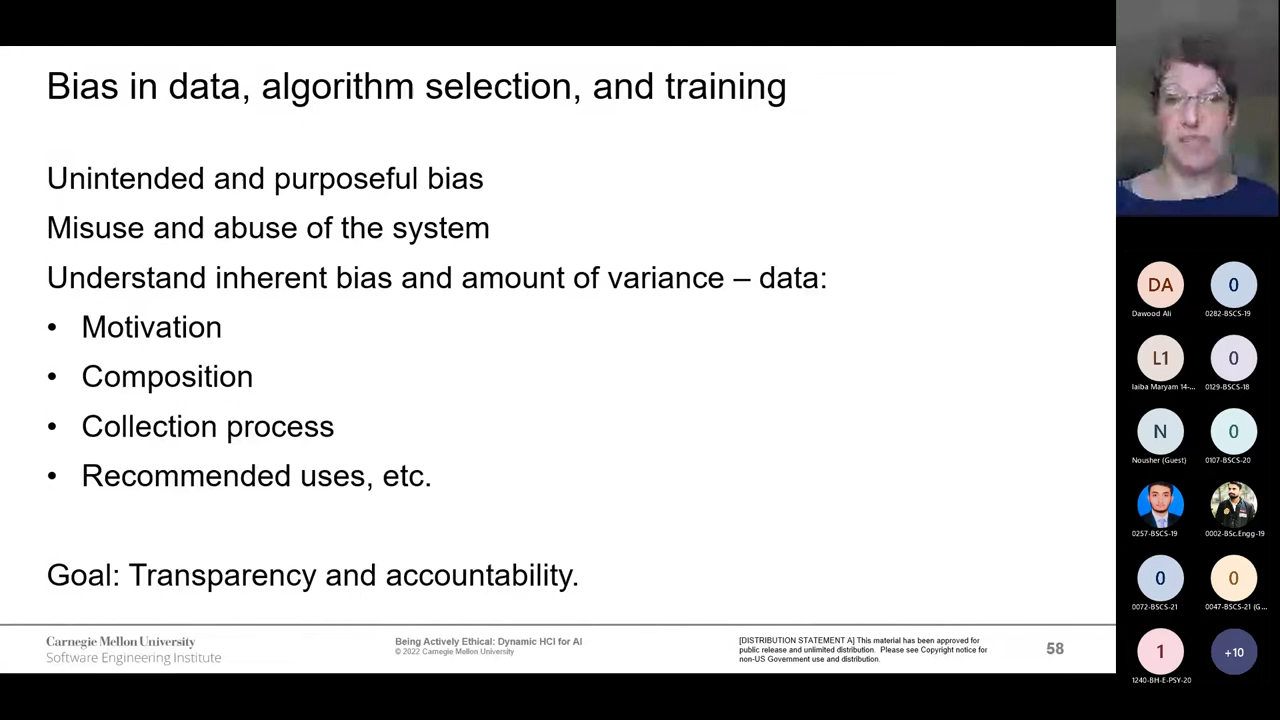 Bias in data, algorithm selection, and training
Unintended and purposeful bias
Misuse and abuse of the system
Understand inherent bias and amount of variance – data:
• Motivation
• Composition
• Collection process
• Recommended uses, etc.
Goal: Transparency and accountability.
Carnegie Mellon University
Software Engineering Institute
Being Actively Ethical: Dynamic HCI for AI
© 2022 Carnegie Mellon University
[DISTRIBUTION STATEMENT A] This material has been approved for
public release and unlimited distribution. Please see Copyright notice for
non-US Government use and distribution.
58
DA
0
Dawood Ali
0282-BSCS-19
L1
0
laiba Maryam 14-...
0129-BSCS-18
N
0
Nousher (Guest)
0107-BSCS-20
0257-BSCS-19
0002-BSc.Engg-19
0
0
0072-BSCS-21
0047-BSCS-21 (G...
1
+10
1240-BH-E-PSY-20